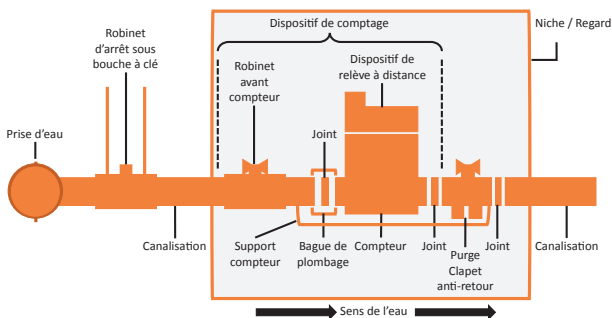 Dispositif de comptage
Niche / Regard
Robinet
d’arrêt sous
bouche à clé
Robinet
avant
compteur
Dispositif de
relève à distance
Prise d’eau
Joint
Canalisation
Support
compteur
Bague de
plombage
Compteur
Joint
Purge
Clapet
anti-retour
Joint
Canalisation
Sens de l’eau